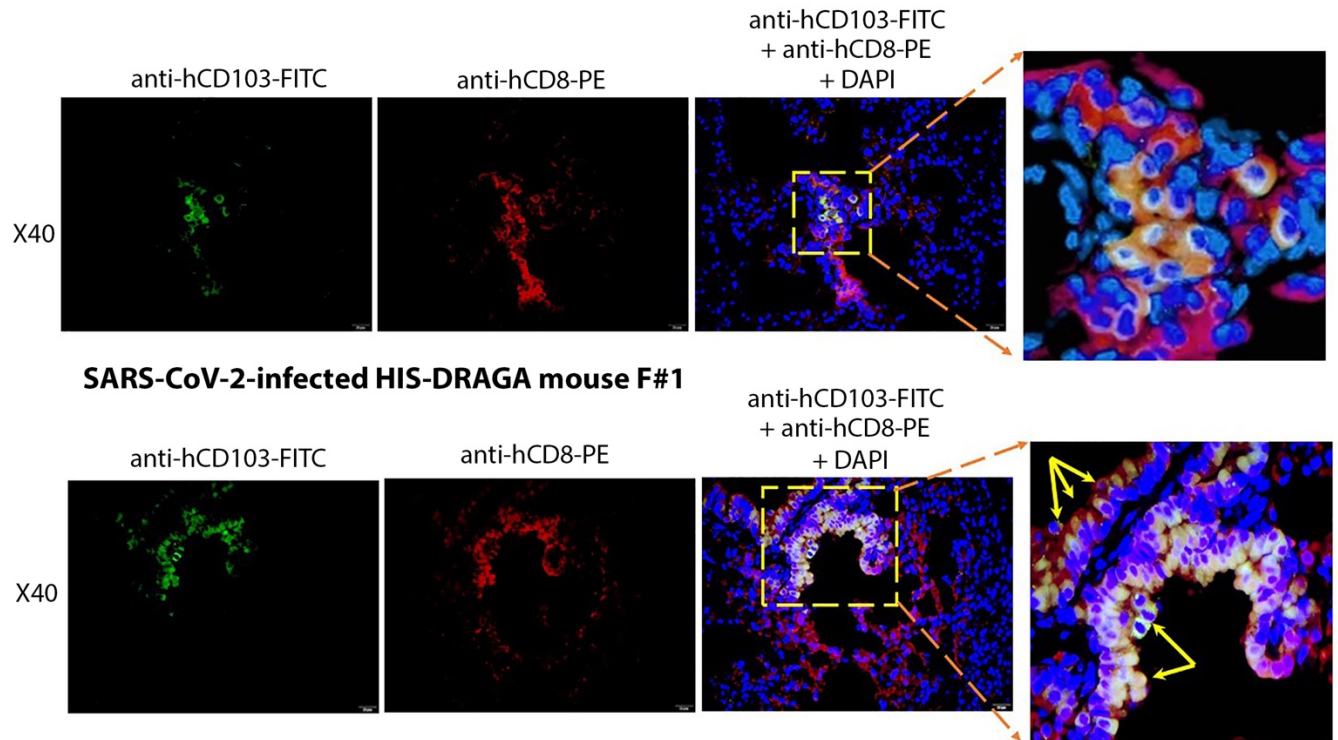 anti-hCD103-FITC
anti-hCD8-PE
anti-hCD103-FITC
+ anti-hCD8-PE
+ DAPI
X40
SARS-CoV-2-infected HIS-DRAGA mouse F#1
anti-hCD103-FITC
anti-hCD8-PE
anti-hCD103-FITC
+ anti-hCD8-PE
+ DAPI
X40